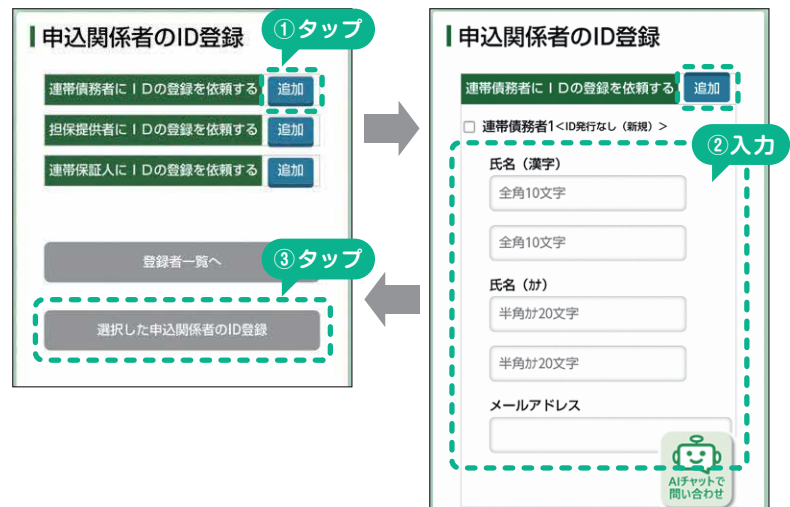 申込関係者のID登録
①タップ
連帯債務者にIDの登録を依頼する 追加
担保提供者にIDの登録を依頼する 追加
連帯保証人にIDの登録を依頼する 追加
登録者一覧へ
③タップ
選択した申込関係者のID登録
申込関係者のID登録
連帯債務者にIDの登録を依頼する 追加
連帯債務者1<ID発行なし（新規）>
②入力
氏名（漢字）
全角10文字
全角10文字
氏名（ｶﾅ）
半角ｶﾅ20文字
半角ｶﾅ20文字
メールアドレス
AIチャットで
問い合わせ